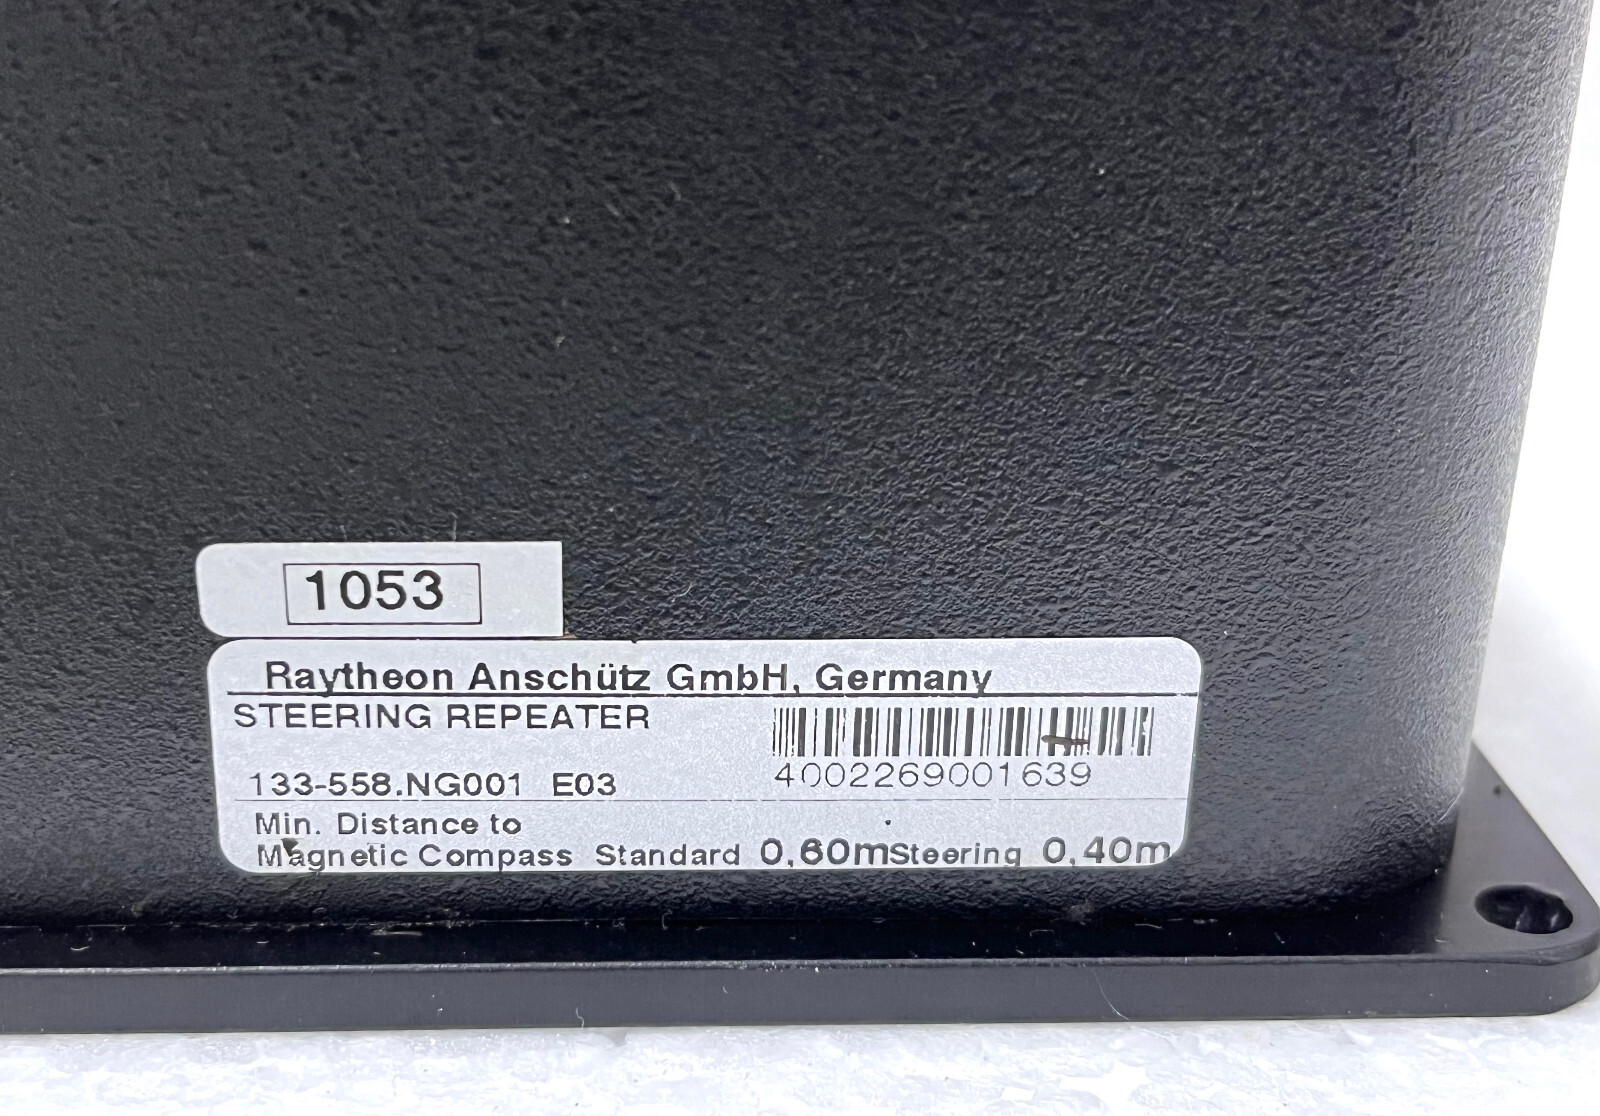 1053
Raytheon Anschütz GmbH, Germany
STEERING REPEATER
4002269001639
133-558.NG001 E03
Min. Distance to
Magnetic Compass Standard 0,60m Steering 0,40m